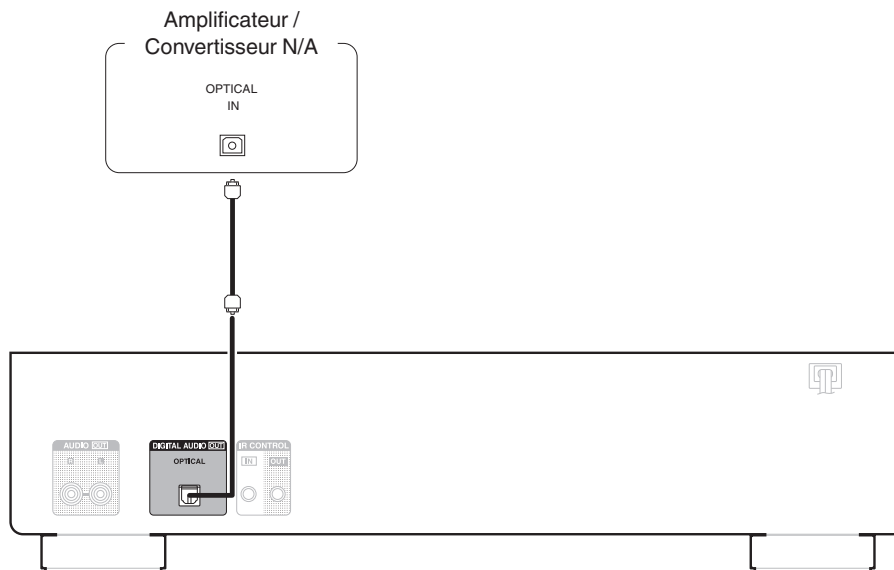 Amplificateur /
Convertisseur N/A
OPTICAL
IN
AUDIO OUT
R L
DIGITAL AUDIO OUT
OPTICAL
IR CONTROL
IN OUT